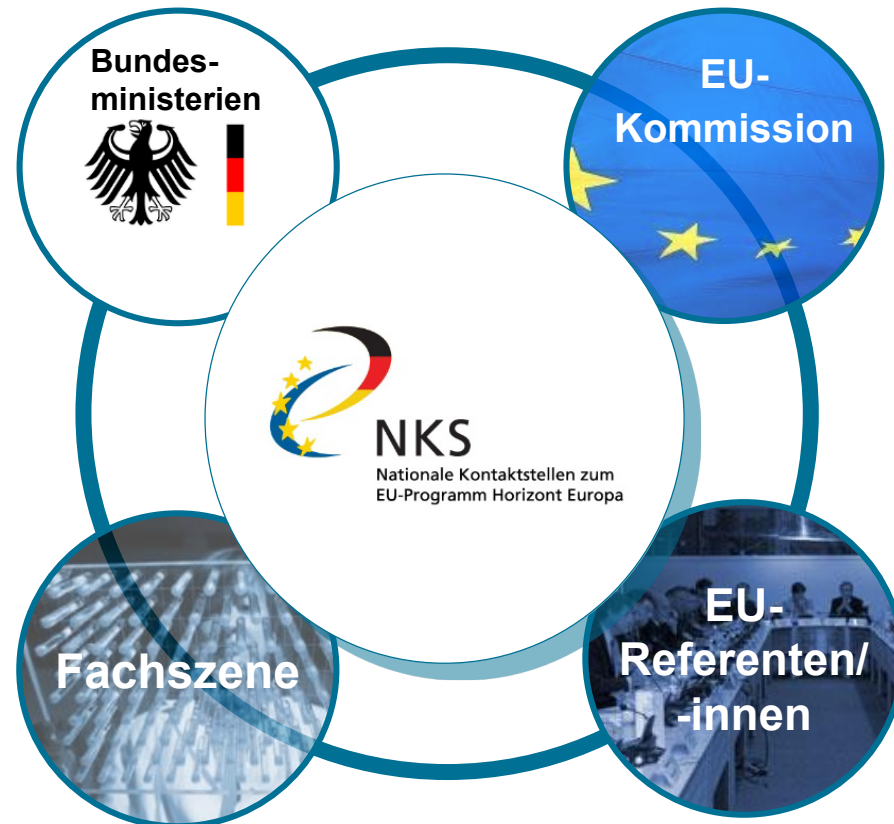 Bundes-
ministerien
EU-
Kommission
NKS
Nationale Kontaktstellen zum
EU-Programm Horizont Europa
Fachszene
EU-
Referenten/
-innen